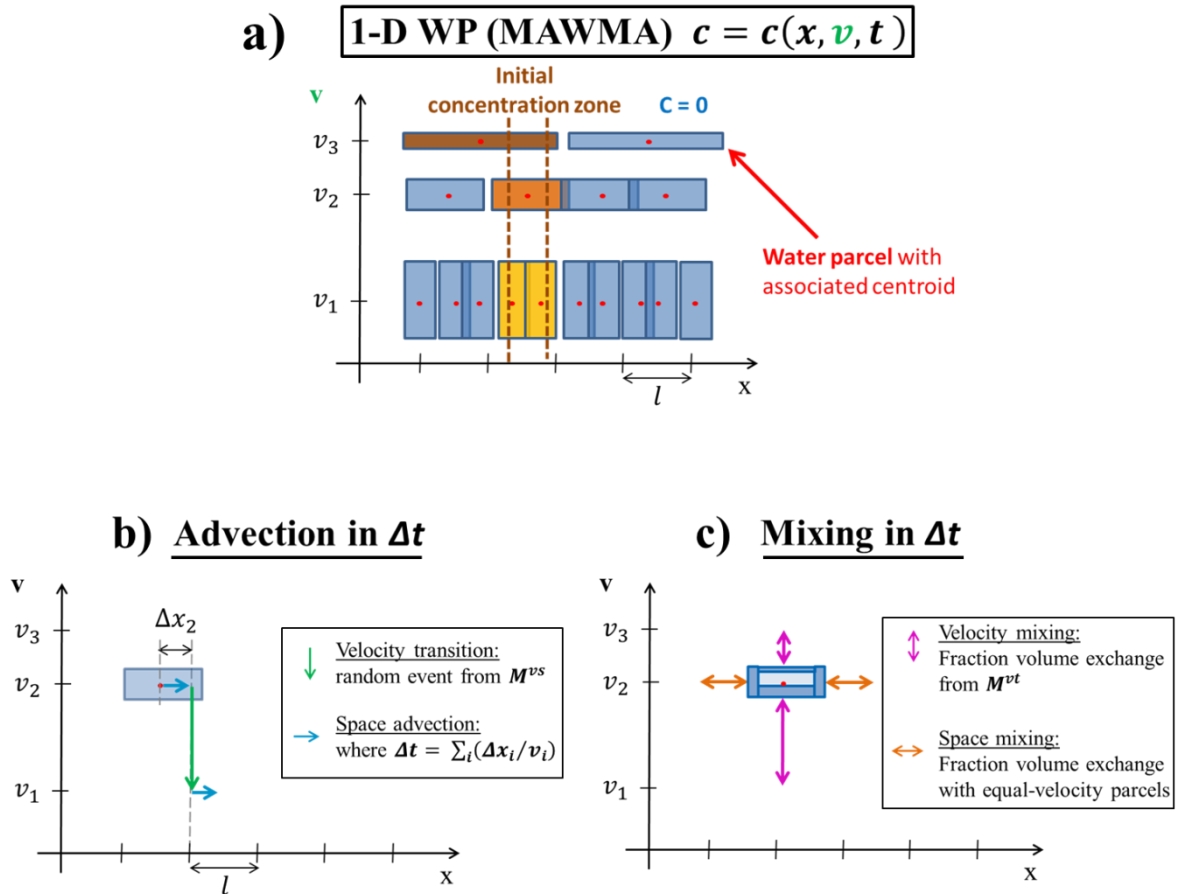 a) 1-D WP (MAWMA) c = c(x, v, t)
Initial
concentration zone
C = 0
v
v₃
v₂
v₁
Water parcel with
associated centroid
l
x
b) Advection in Δt
v
Δx₂
v₃
v₂
v₁
Velocity transition:
random event from Mᵛˢ
Space advection:
where Δt = ∑ᵢ(Δxᵢ/vᵢ)
l
x
c) Mixing in Δt
v
v₃
v₂
v₁
Velocity mixing:
Fraction volume exchange
from Mᵛᵗ
Space mixing:
Fraction volume exchange
with equal-velocity parcels
x